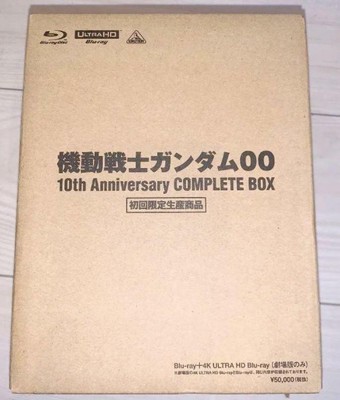 Blu-ray Disc
ULTRA HD
Blu-ray
機動戦士ガンダム00
10th Anniversary COMPLETE BOX
初回限定生産商品
Blu-ray+4K ULTRA HD Blu-ray (劇場版のみ)
¥50,000(税抜)